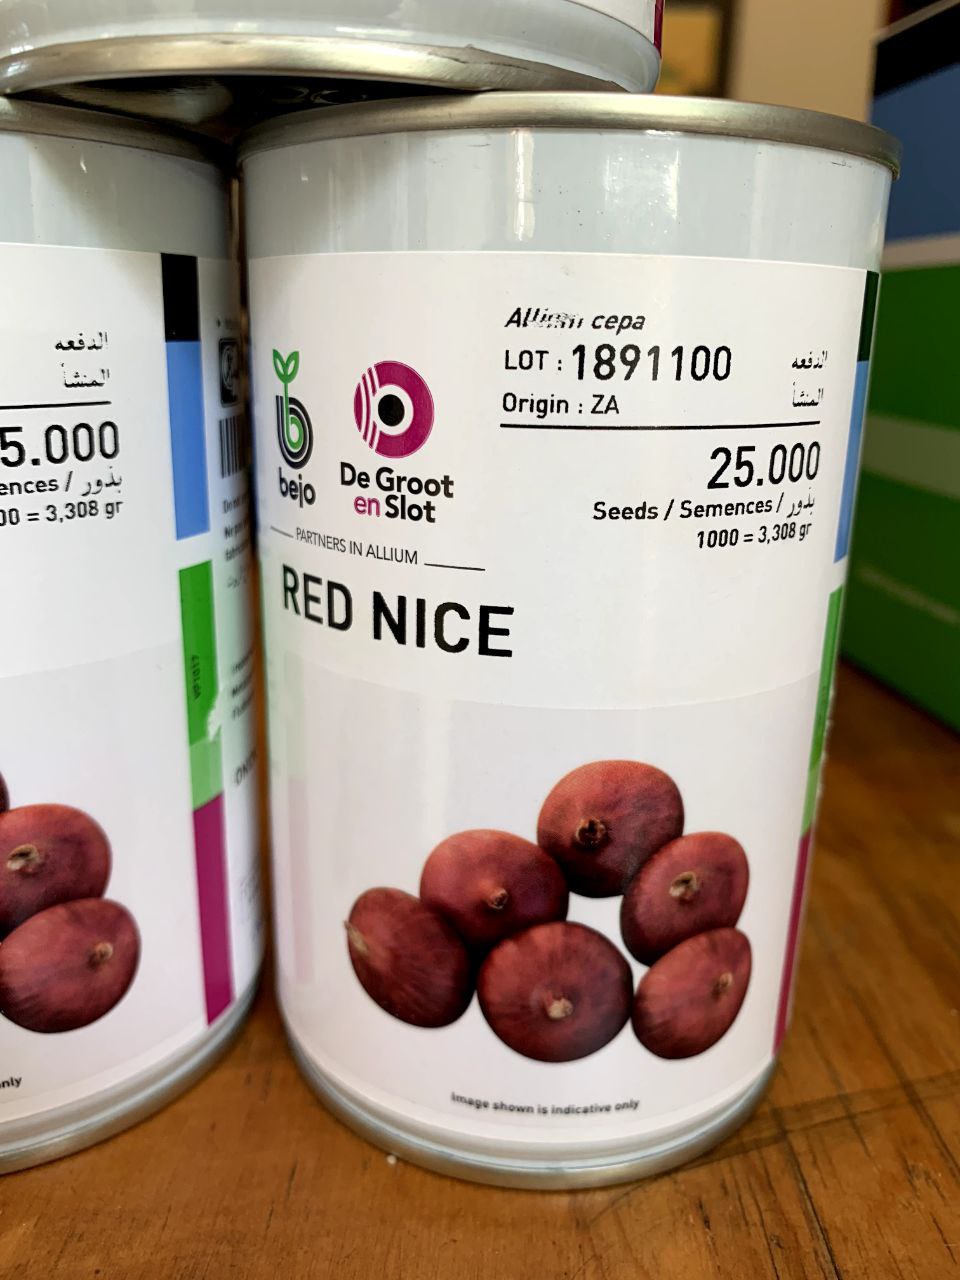 الدفعه
المنشأ
5.000
ences / بذور
00 = 3,308 gr
nly
Allium cepa
LOT : 1891100 الدفعه
Origin : ZA المنشأ
25.000
Seeds / Semences / بذور
1000 = 3,308 gr
bejo
De Groot
en Slot
PARTNERS IN ALLIUM
RED NICE
Image shown is indicative only